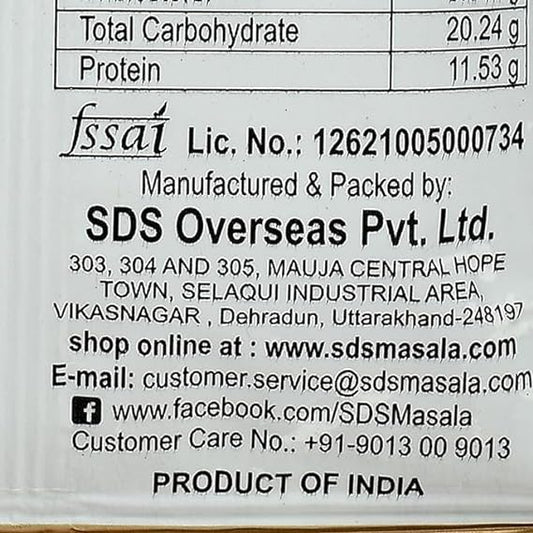 Total Carbohydrate 20.24 g
Protein 11.53 g
fssai Lic. No.: 12621005000734
Manufactured & Packed by:
SDS Overseas Pvt. Ltd.
303, 304 AND 305, MAUJA CENTRAL HOPE
TOWN, SELAQUI INDUSTRIAL AREA,
VIKASNAGAR , Dehradun, Uttarakhand-248197
shop online at : www.sdsmasala.com
E-mail: customer.service@sdsmasala.com
f www.facebook.com/SDSMasala
Customer Care No.: +91-9013 00 9013
PRODUCT OF INDIA